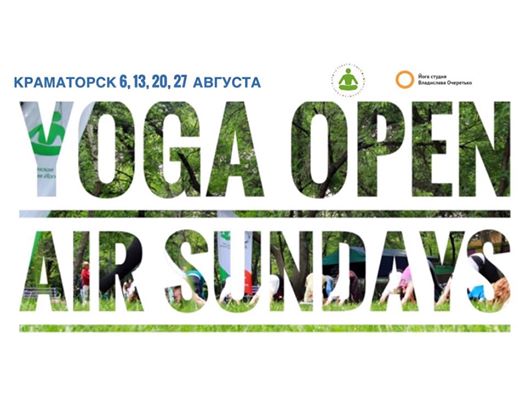 КРАМАТОРСК 6, 13, 20, 27 АВГУСТА
Йога студия
Владислава Очеретько
YOGA OPEN
AIR SUNDAYS